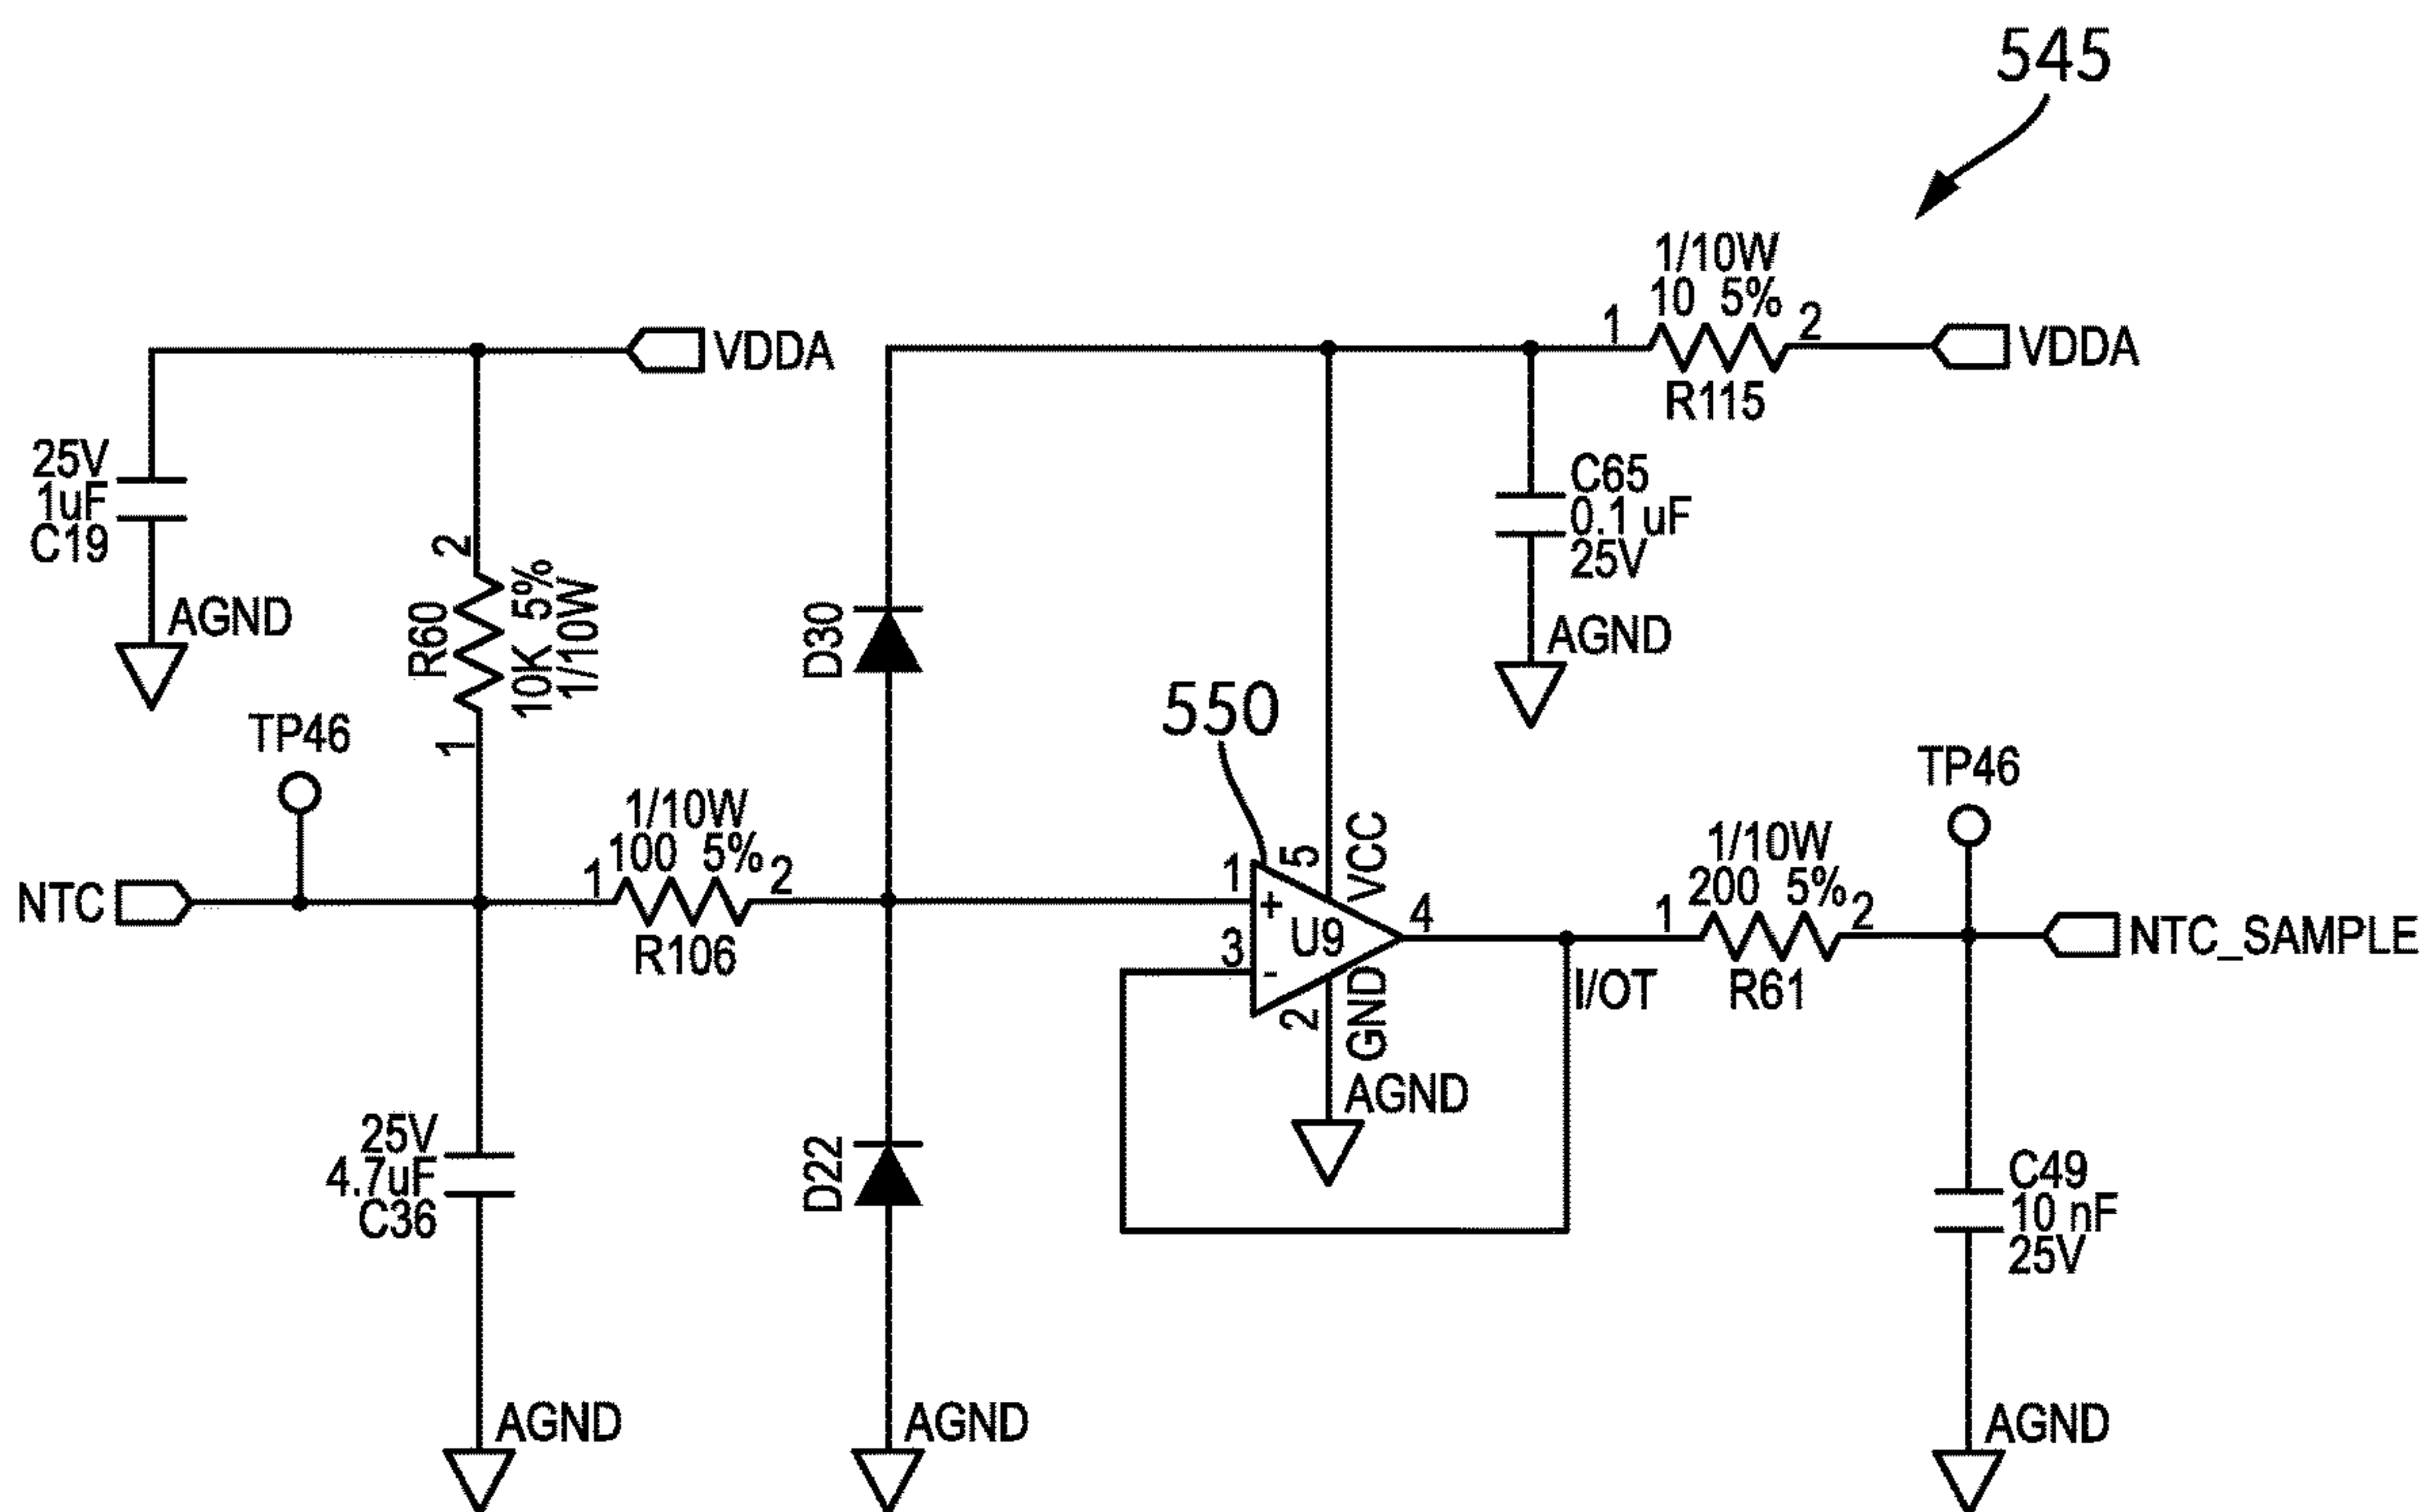 545
1/10W
10 5%
1
2
VDDA
R115
VDDA
25V
1uF
C19
AGND
2
R60
10K 5%
1/10W
1
D30
C65
0.1 uF
25V
AGND
550
TP46
TP46
NTC
1/10W
100 5%
1
2
R106
1
+
5
VCC
U9
3
-
4
2
GND
AGND
I/OT
1/10W
200 5%
1
2
R61
NTC_SAMPLE
25V
4.7uF
C36
AGND
D22
AGND
C49
10 nF
25V
AGND